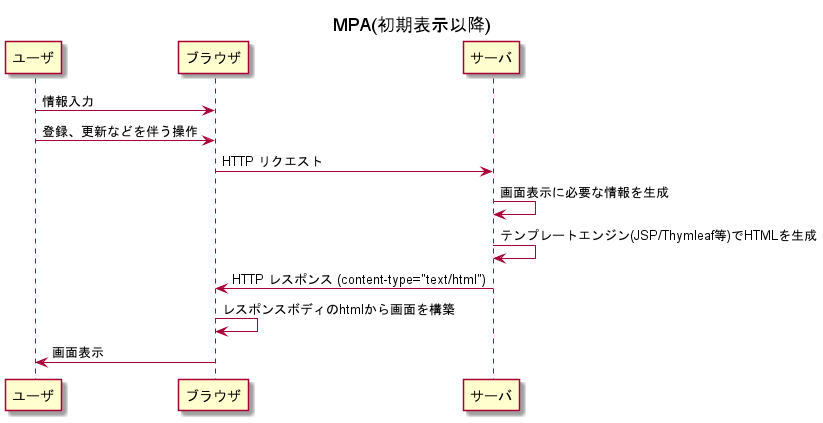 MPA(初期表示以降)
ユーザ
ブラウザ
サーバ
情報入力
登録、更新などを伴う操作
HTTP リクエスト
画面表示に必要な情報を生成
テンプレートエンジン(JSP/Thymleaf等)でHTMLを生成
HTTP レスポンス (content-type="text/html")
レスポンスボディのhtmlから画面を構築
画面表示
ユーザ
ブラウザ
サーバ